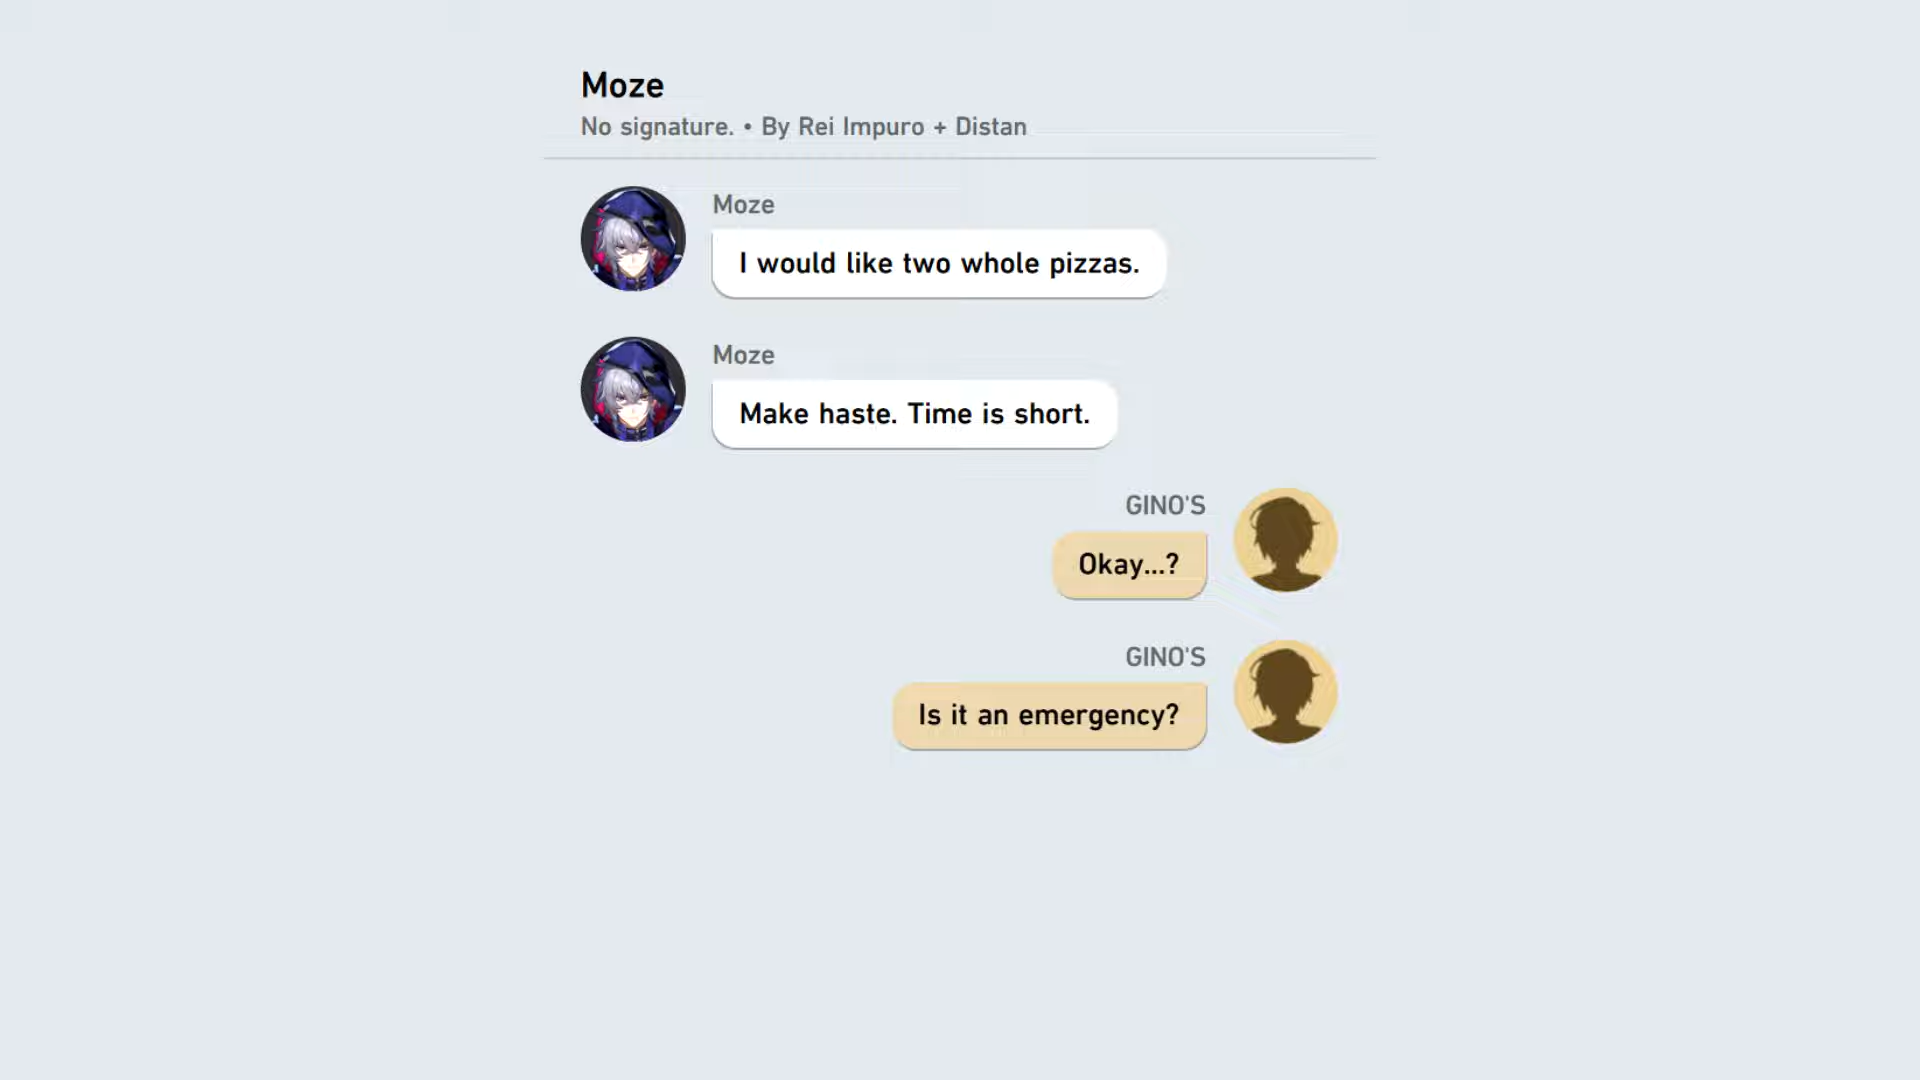 Moze
No signature. • By Rei Impuro + Distan
Moze
I would like two whole pizzas.
Moze
Make haste. Time is short.
GINO'S
Okay...?
GINO'S
Is it an emergency?